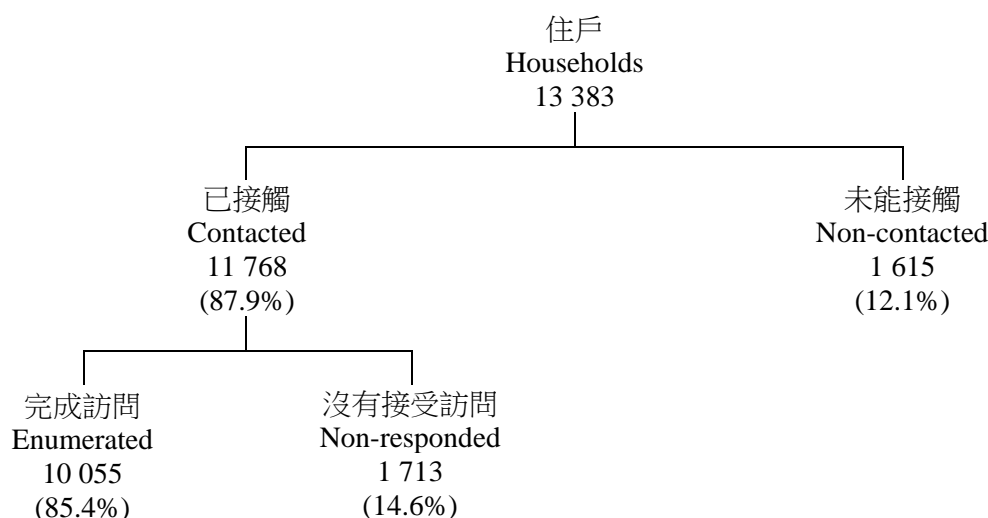 住戶
Households
13 383
已接觸
Contacted
11 768
(87.9%)
未能接觸
Non-contacted
1 615
(12.1%)
完成訪問
Enumerated
10 055
(85.4%)
沒有接受訪問
Non-responded
1 713
(14.6%)